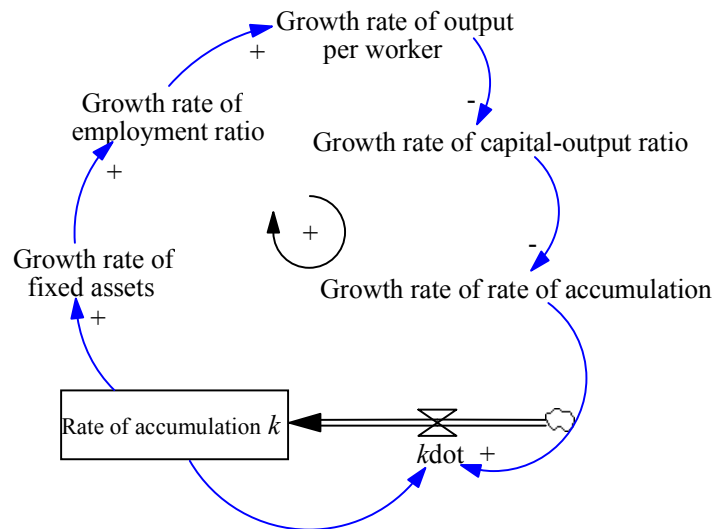 Growth rate of output
per worker
+
Growth rate of
employment ratio
-
Growth rate of capital-output ratio
+
+
-
Growth rate of
fixed assets
Growth rate of rate of accumulation
+
Rate of accumulation k
kdot +